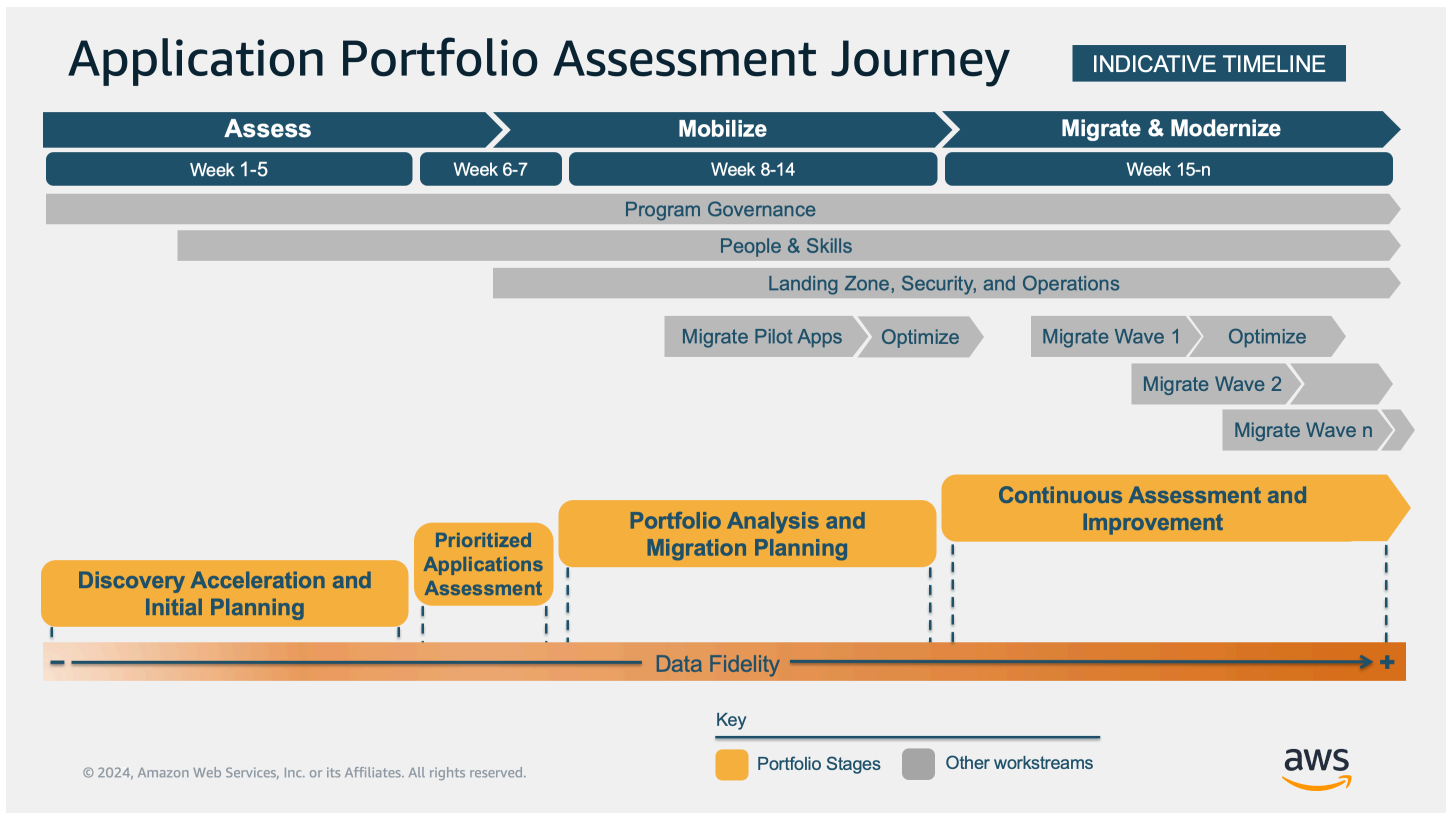 Application Portfolio Assessment Journey
INDICATIVE TIMELINE
Assess
Mobilize
Migrate & Modernize
Week 1-5
Week 6-7
Week 8-14
Week 15-n
Program Governance
People & Skills
Landing Zone, Security, and Operations
Migrate Pilot Apps
Optimize
Migrate Wave 1
Optimize
Migrate Wave 2
Migrate Wave n
Continuous Assessment and
Improvement
Portfolio Analysis and
Migration Planning
Prioritized
Applications
Assessment
Discovery Acceleration and
Initial Planning
Data Fidelity
Key
Portfolio Stages
Other workstreams
© 2024, Amazon Web Services, Inc. or its Affiliates. All rights reserved.
aws